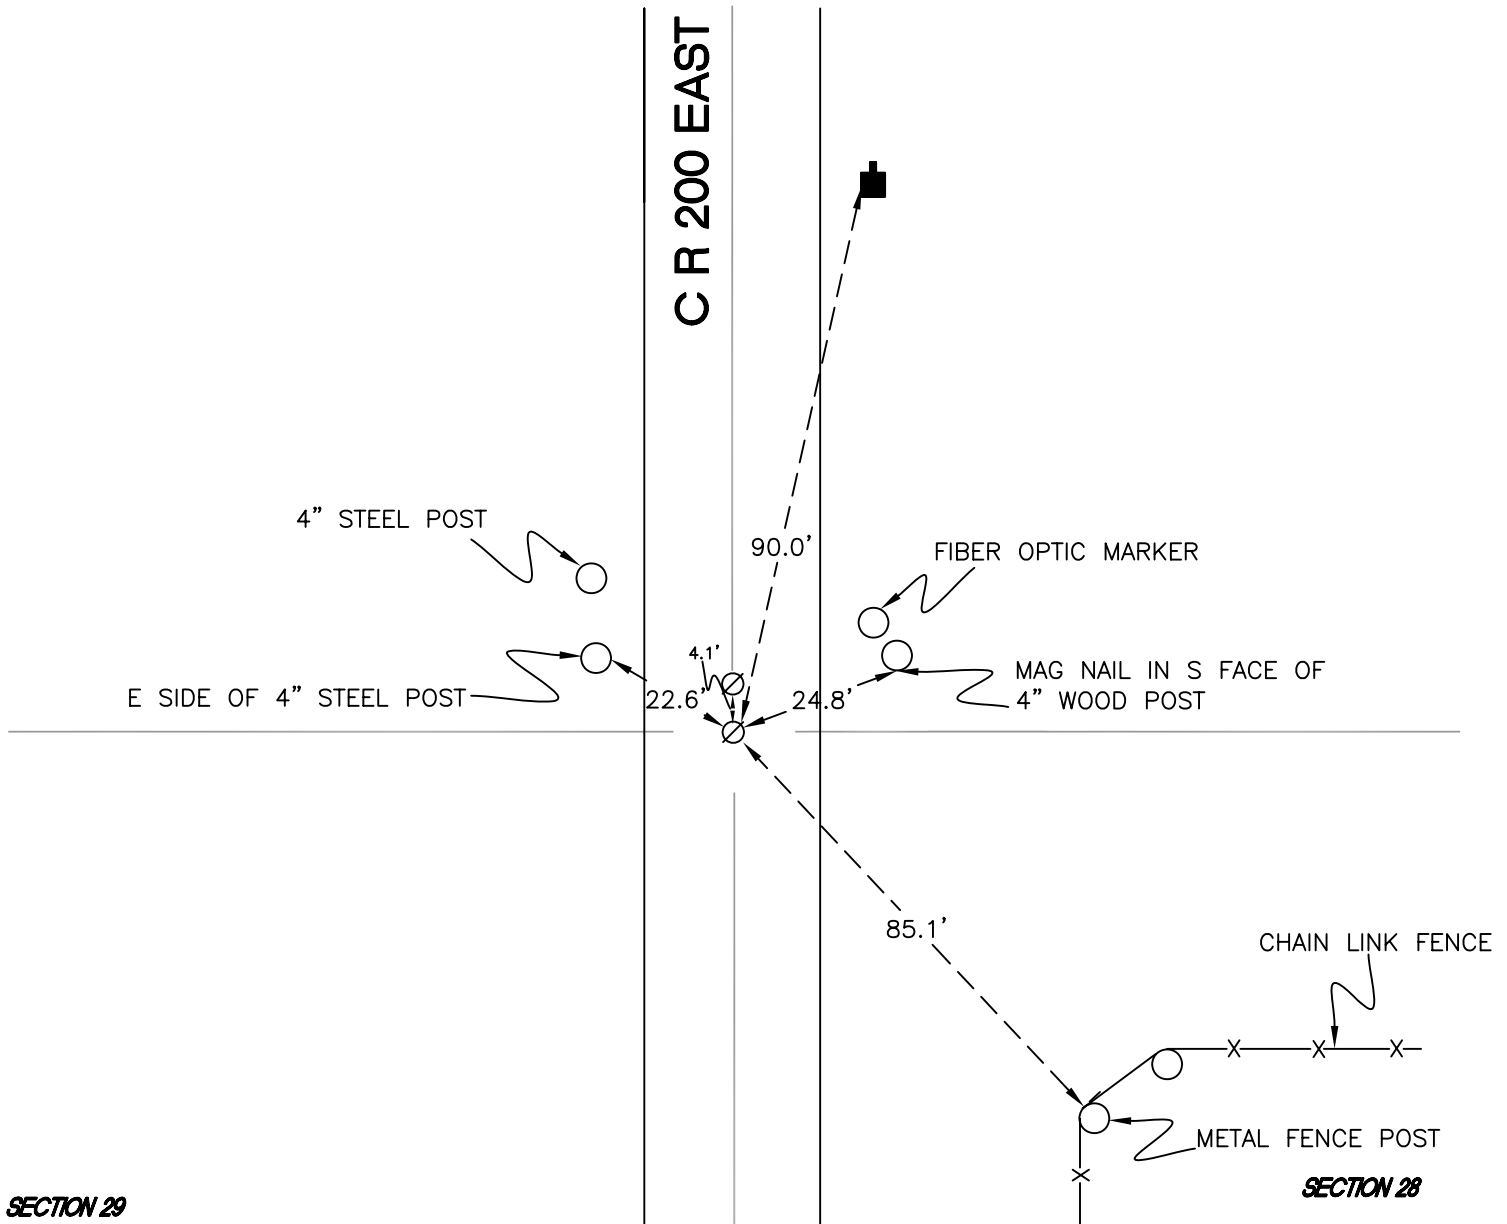 C R 200 EAST
4” STEEL POST
90.0’
FIBER OPTIC MARKER
4.1’
E SIDE OF 4” STEEL POST
22.6’
24.8’
MAG NAIL IN S FACE OF
4” WOOD POST
85.1’
CHAIN LINK FENCE
METAL FENCE POST
SECTION 28
SECTION 29